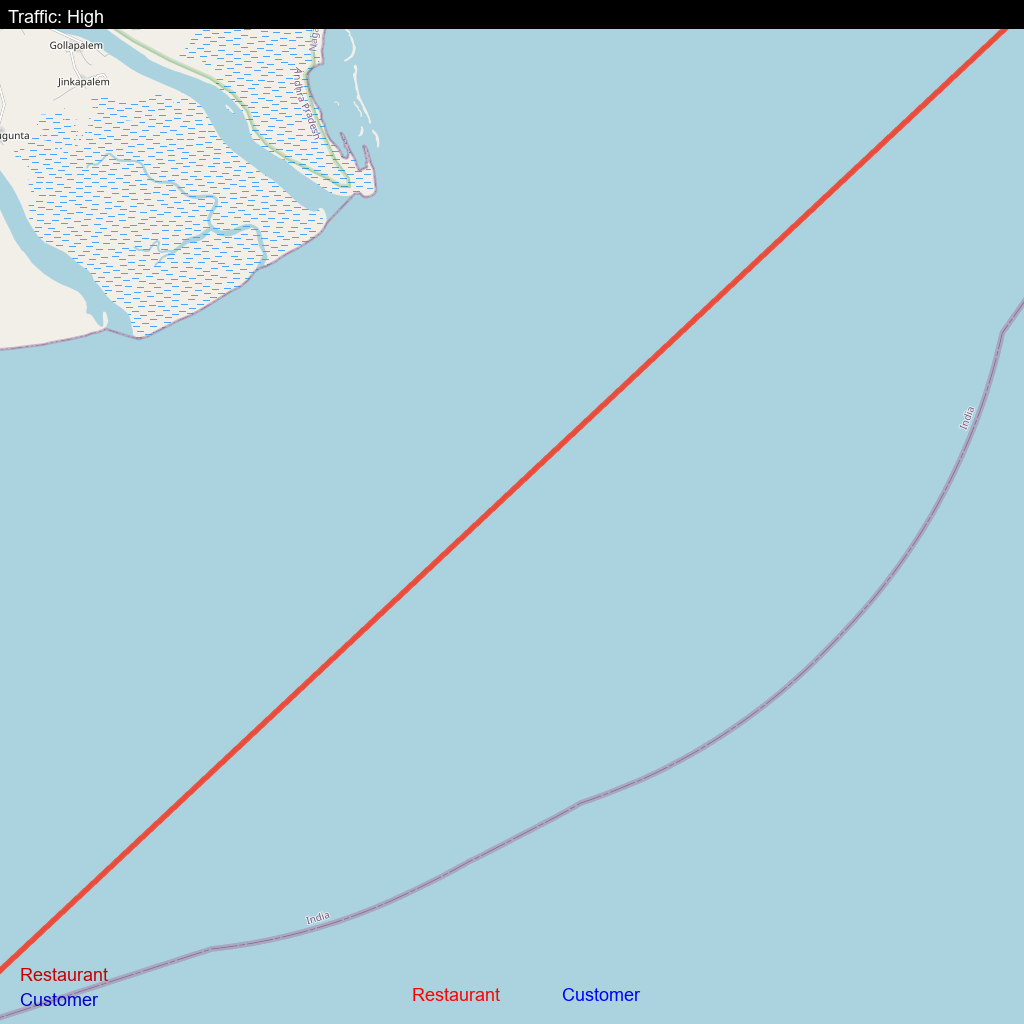 Traffic: High
Gollapalem
Jinkapalem
Andhra Pradesh
India
India
Restaurant
Customer
Restaurant Customer